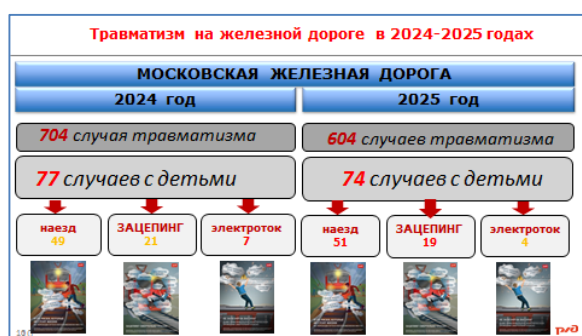 Травматизм на железной дороге в 2024-2025 годах
МОСКОВСКАЯ ЖЕЛЕЗНАЯ ДОРОГА
2024 год
2025 год
704 случая травматизма
604 случаев травматизма
77 случаев с детьми
74 случаев с детьми
наезд
49
ЗАЦЕПИНГ
21
электроток
7
наезд
51
ЗАЦЕПИНГ
19
электроток
4